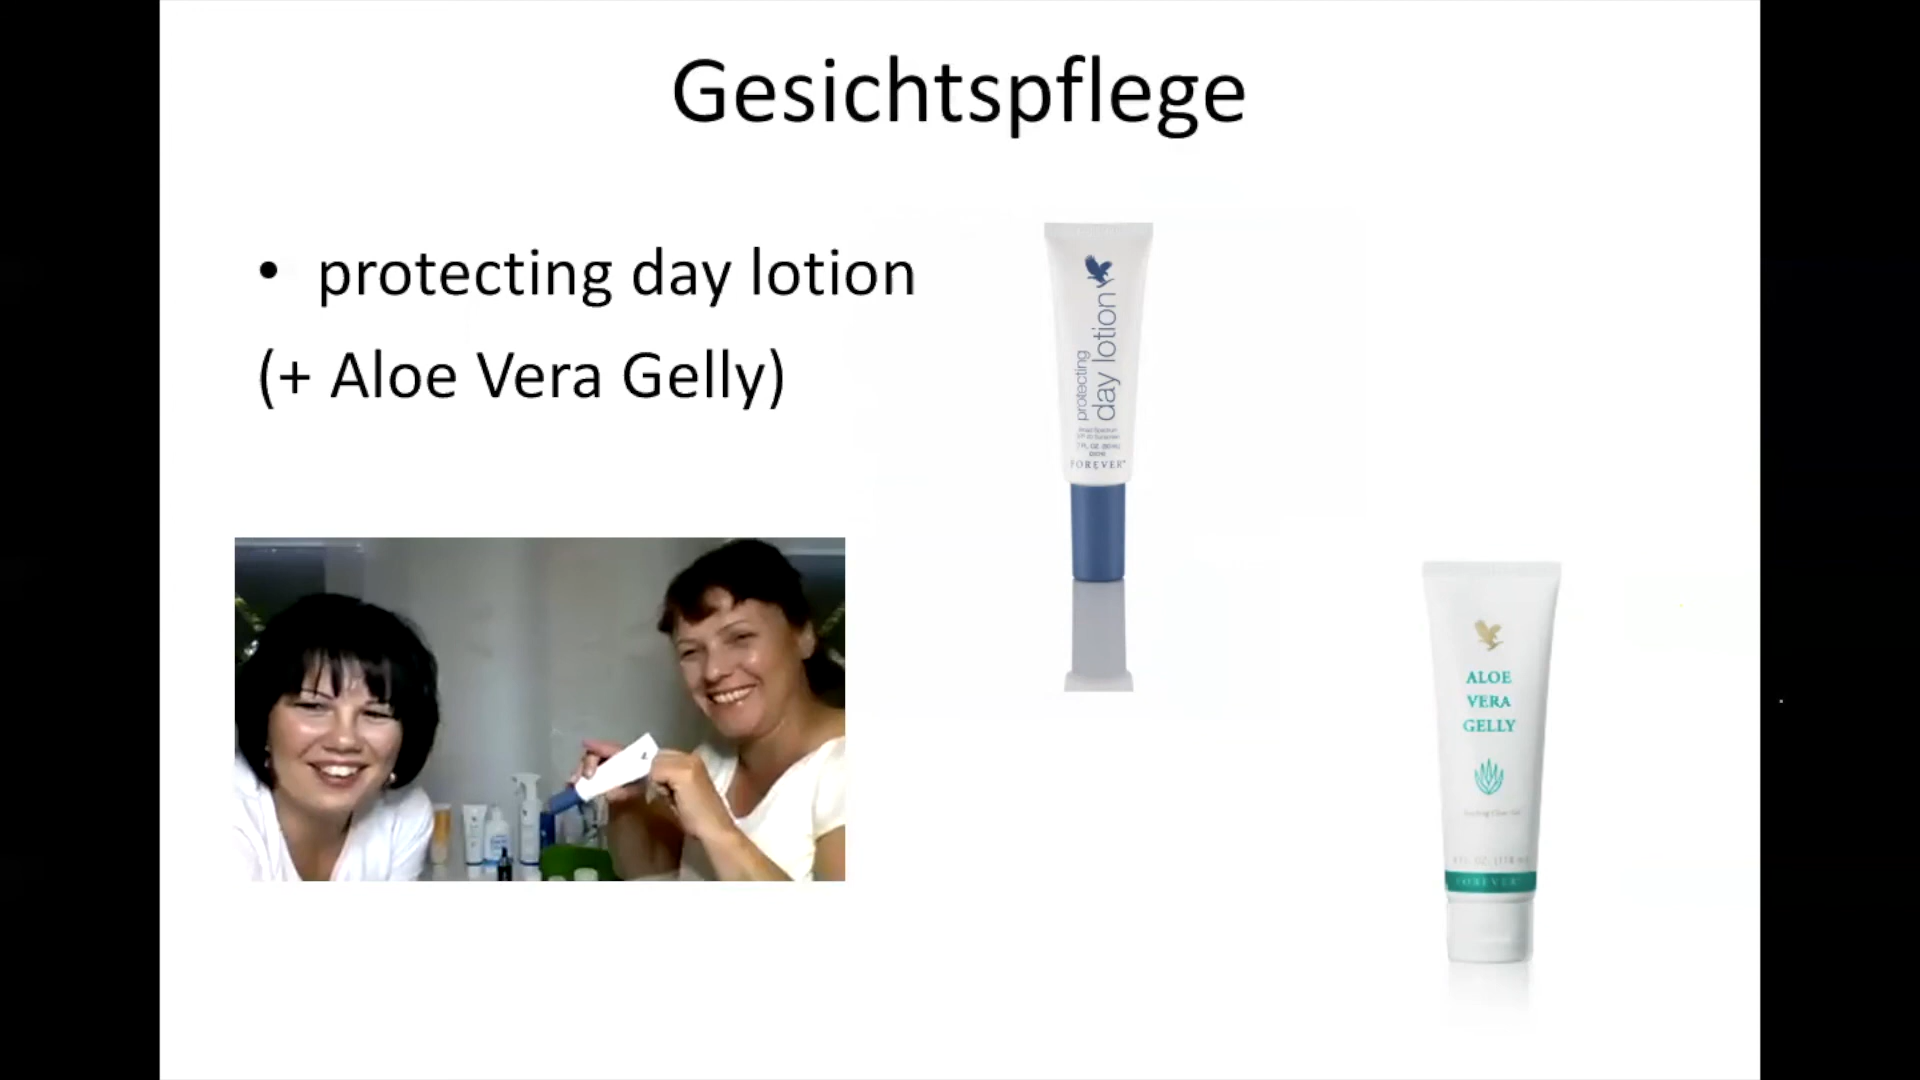 Gesichtspflege
• protecting day lotion
(+ Aloe Vera Gelly)
protecting
day lotion
FOREVER
ALOE
VERA
GELLY
FOREVER